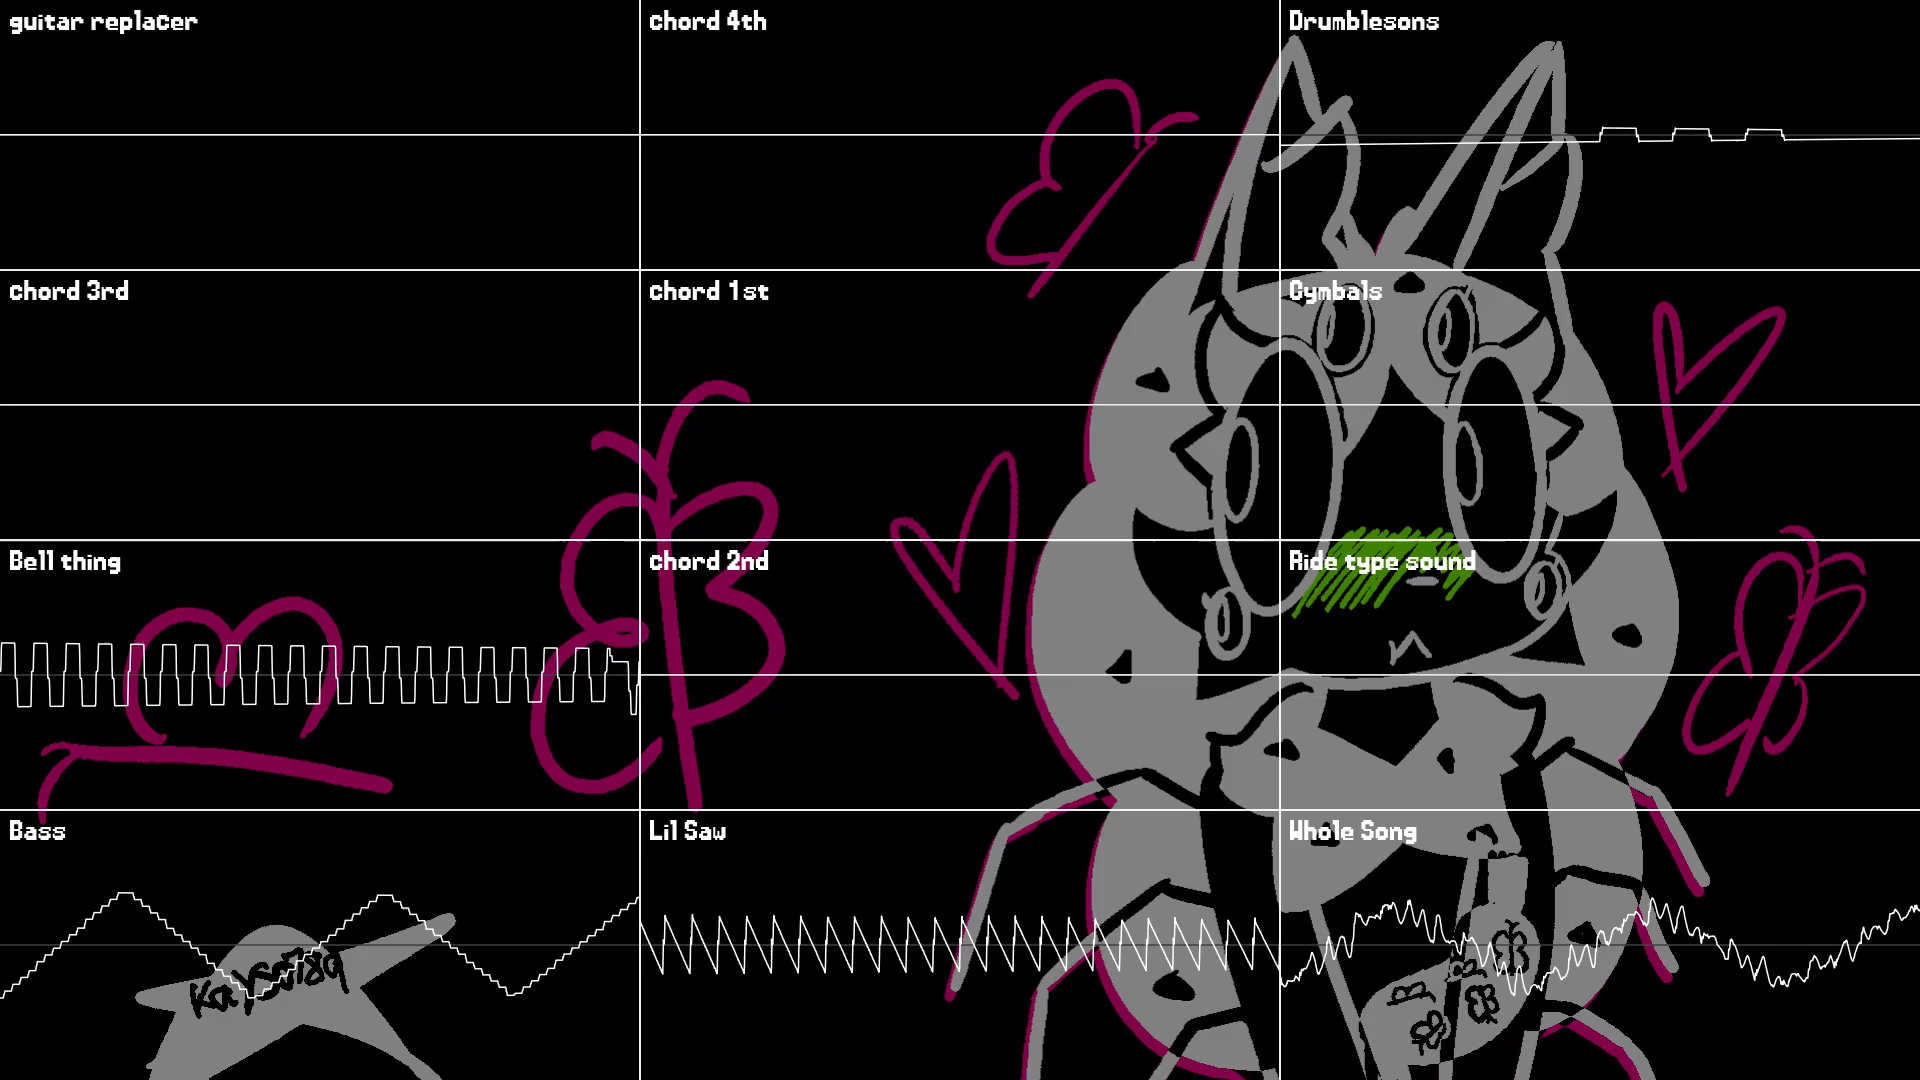 guitar replacer
chord 4th
Drumblesons
chord 3rd
chord 1st
Cymbals
Bell thing
chord 2nd
Ride type sound
Bass
Lil Saw
Whole Song